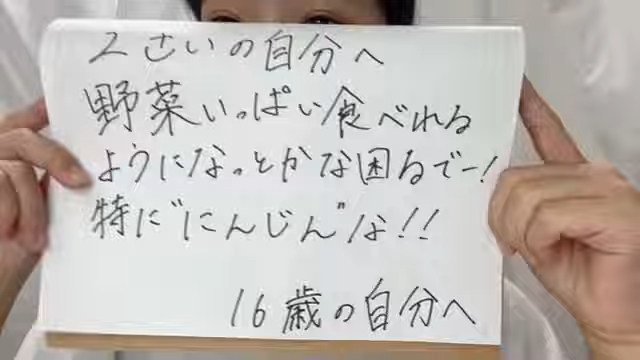 2さいの自分へ
野菜いっぱい食べれる
ようになっとかな困るでー!
特に"にんじん"な!!
16歳の自分へ